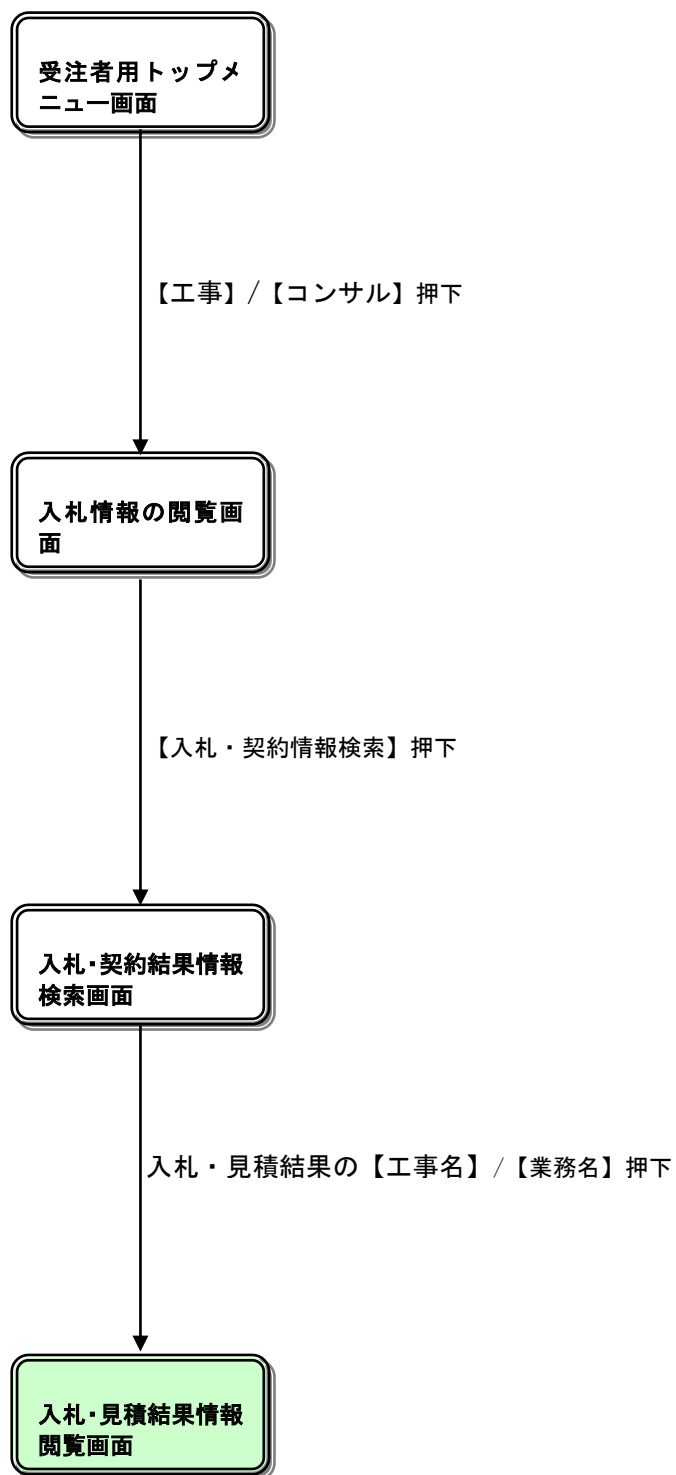 受注者用トップメ
ニュー画面
【工事】/【コンサル】押下
入札情報の閲覧画
面
【入札・契約情報検索】押下
入札・契約結果情報
検索画面
入札・見積結果の【工事名】/【業務名】押下
入札・見積結果情報
閲覧画面